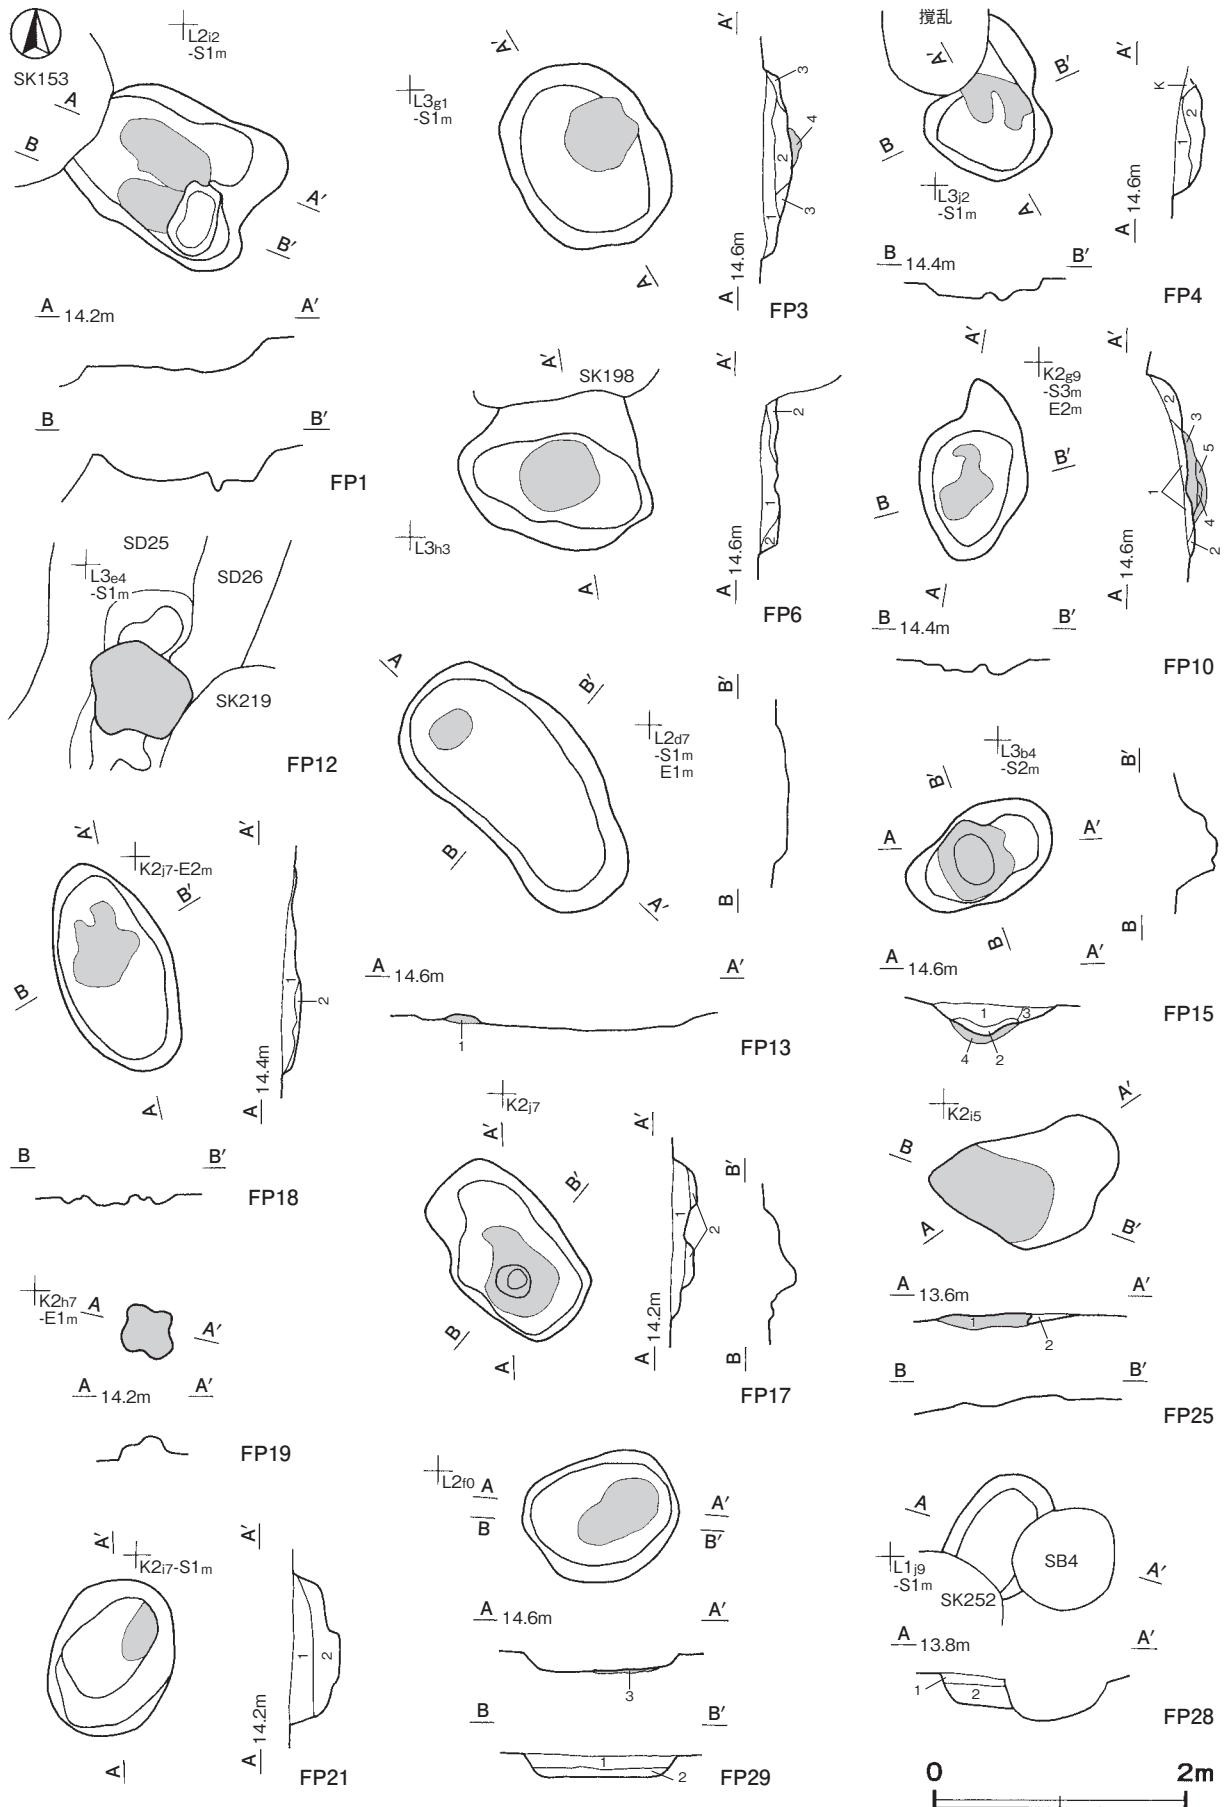 L2i2
-S1m
SK153
A
B
A'
B'
A 14.2m A'
B B'
FP1
L3g1
-S1m
A'
A
A'
3
4
2
3
1
A 14.6m
FP3
撹乱
A'
B'
B
L3j2
-S1m
A
A'
K
2
1
A 14.6m
B 14.4m B'
FP4
SK198
A'
L3h3
A
A'
2
1
2
A 14.6m
FP6
A'
K2g9
-S3m
E2m
B'
B
A
A'
2
3
5
1
4
2
A 14.6m
B 14.4m B'
FP10
SD25
SD26
L3e4
-S1m
SK219
FP12
A
B'
L2d7
-S1m
E1m
B
A'
B'
B
A 14.6m A'
1
FP13
L3b4
-S2m
B'
A
A'
B
B'
B
A 14.6m A'
1
3
4
2
FP15
A'
K2j7-E2m
B'
B
A
A'
1
2
A 14.4m
B B'
FP18
K2j7
A'
B'
B
A
A'
1
2
A 14.2m
B'
B
FP17
K2i5
A'
B
A
B'
A 13.6m A'
1
2
B B'
FP25
K2h7
-E1m
A
A'
A 14.2m A'
FP19
A'
K2i7-S1m
A
A'
1
2
A 14.2m
FP21
L2f0
A
B
A'
B'
A 14.6m A'
3
B B'
1
2
FP29
A
SB4
L1j9
-S1m
SK252
A'
A 13.8m A'
1
2
FP28
0 2m